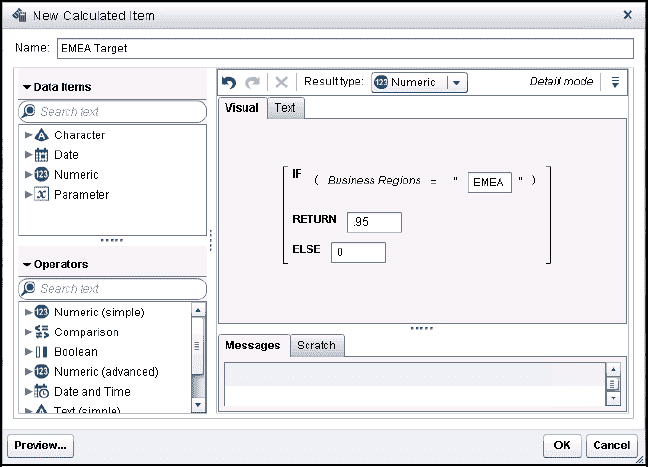 New Calculated Item
Name: EMEA Target
Data Items
Search text
Character
Date
Numeric
Parameter
Operators
Search text
Numeric (simple)
Comparison
Boolean
Numeric (advanced)
Date and Time
Text (simple)
Result type: Numeric Detail mode
Visual Text
IF ( Business Regions = " EMEA " )
RETURN .95
ELSE 0
Messages Scratch
Preview... OK Cancel